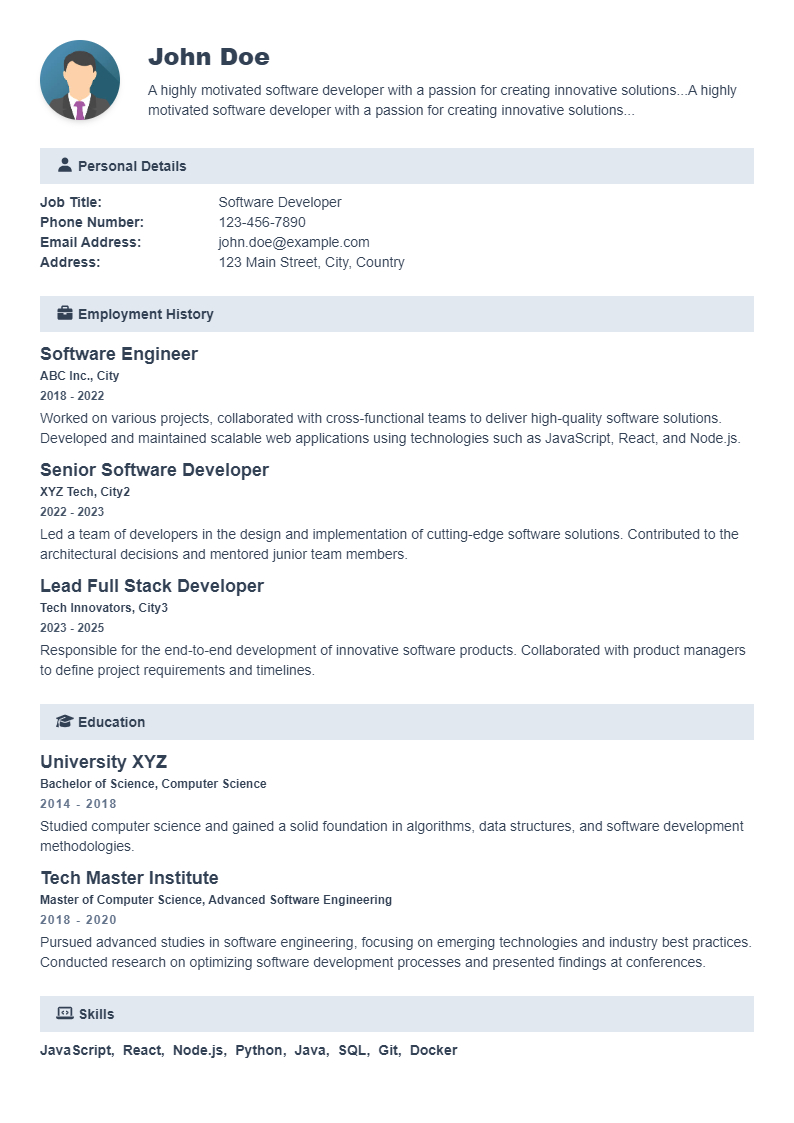 John Doe
A highly motivated software developer with a passion for creating innovative solutions...A highly
motivated software developer with a passion for creating innovative solutions...
Personal Details
Job Title: Software Developer
Phone Number: 123-456-7890
Email Address: john.doe@example.com
Address: 123 Main Street, City, Country
Employment History
Software Engineer
ABC Inc., City
2018 - 2022
Worked on various projects, collaborated with cross-functional teams to deliver high-quality software solutions.
Developed and maintained scalable web applications using technologies such as JavaScript, React, and Node.js.
Senior Software Developer
XYZ Tech, City2
2022 - 2023
Led a team of developers in the design and implementation of cutting-edge software solutions. Contributed to the
architectural decisions and mentored junior team members.
Lead Full Stack Developer
Tech Innovators, City3
2023 - 2025
Responsible for the end-to-end development of innovative software products. Collaborated with product managers
to define project requirements and timelines.
Education
University XYZ
Bachelor of Science, Computer Science
2014 - 2018
Studied computer science and gained a solid foundation in algorithms, data structures, and software development
methodologies.
Tech Master Institute
Master of Computer Science, Advanced Software Engineering
2018 - 2020
Pursued advanced studies in software engineering, focusing on emerging technologies and industry best practices.
Conducted research on optimizing software development processes and presented findings at conferences.
Skills
JavaScript, React, Node.js, Python, Java, SQL, Git, Docker